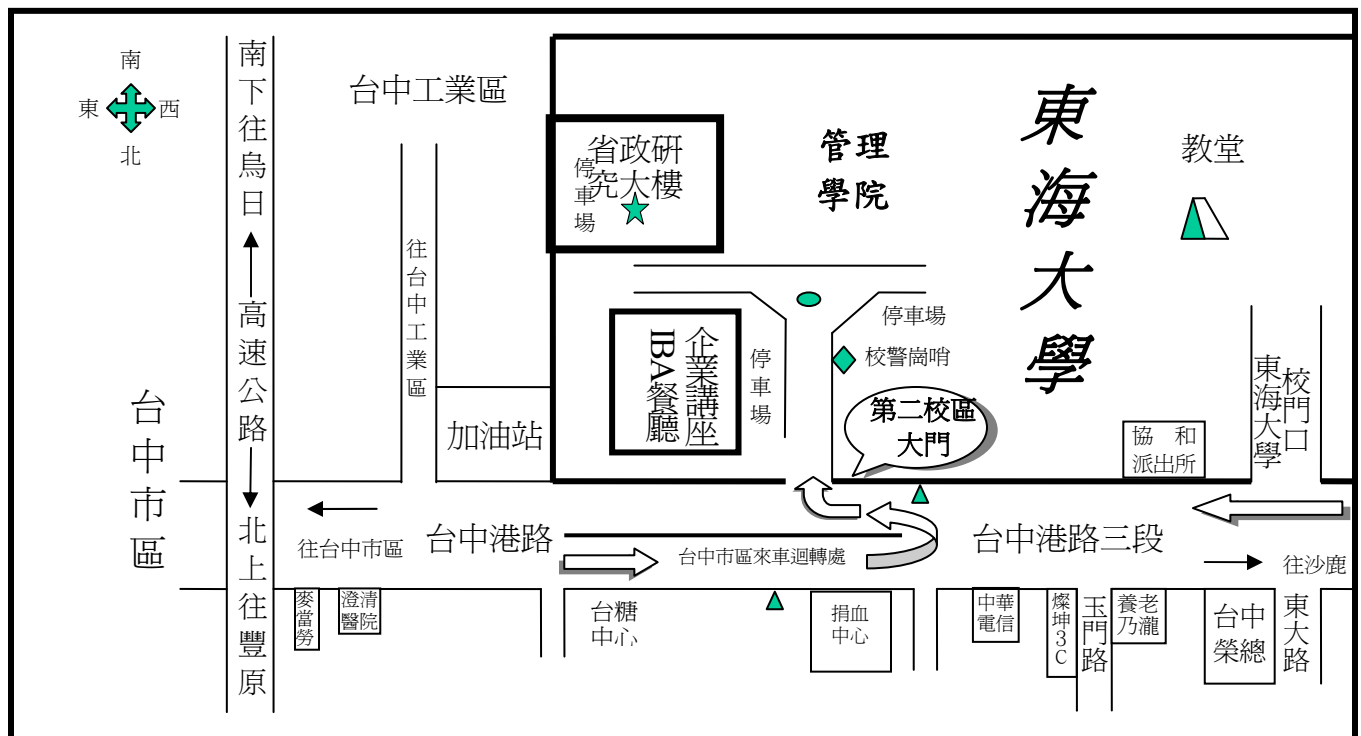 南
東
西
北
南下往烏日
高速公路
北上往豐原
台中市區
台中工業區
往台中工業區
加油站
省政研
究大樓
停車場
管理
學院
東海大學
教堂
企業講座
IBA餐廳
停車場
停車場
校警崗哨
第二校區
大門
協和
派出所
東海大學
校門口
往台中市區
台中港路
台中市區來車迴轉處
台中港路三段
往沙鹿
麥當勞
澄清
醫院
台糖
中心
捐血
中心
中華
電信
燦坤3C
玉門路
養老
乃瀧
台中
榮總
東大路